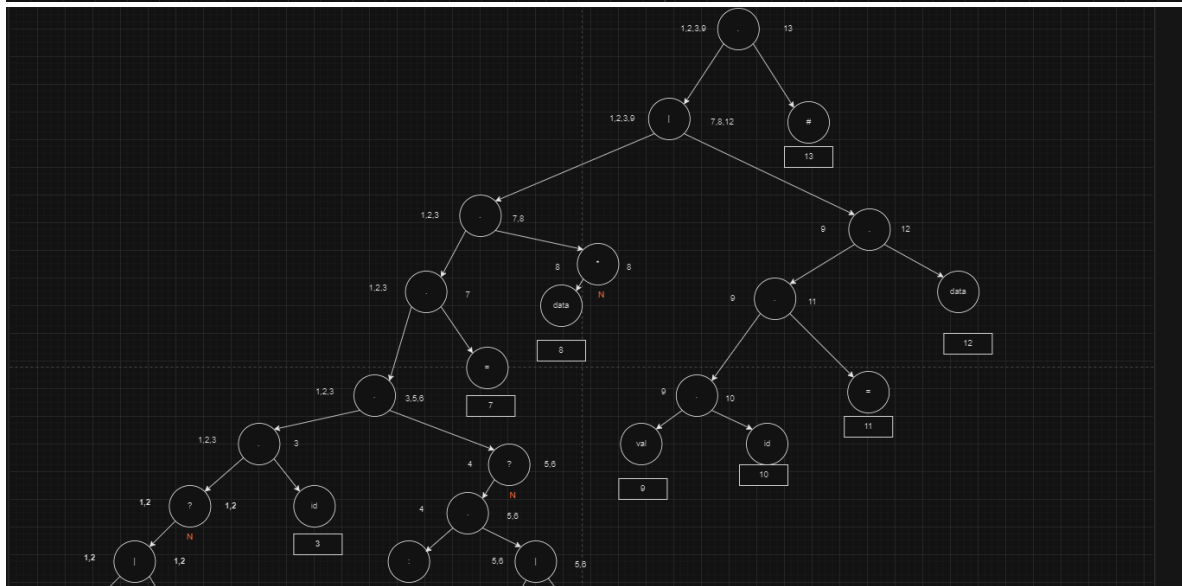 1,2,3,9 . 13
1,2,3,9 | 7,8,12 #
13
1,2,3 . 7,8 9 . 12
8 * 8
1,2,3 . 7 data N 9 . 11 data
8 12
= 
7
1,2,3 . 3,5,6 9 . 10 =
11
1,2,3 . 3 4 ? 5,6 val id
N 9 10
1,2 ? 1,2 id 4 . 5,6
N 3
1,2 | 1,2 : 5,6 | 5,6